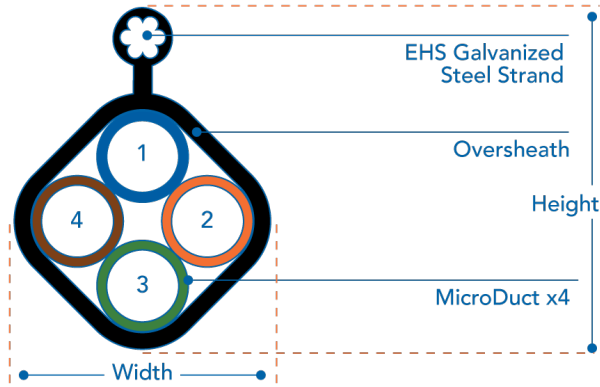 EHS Galvanized
Steel Strand
1
Oversheath
4
2
Height
3
MicroDuct x4
Width